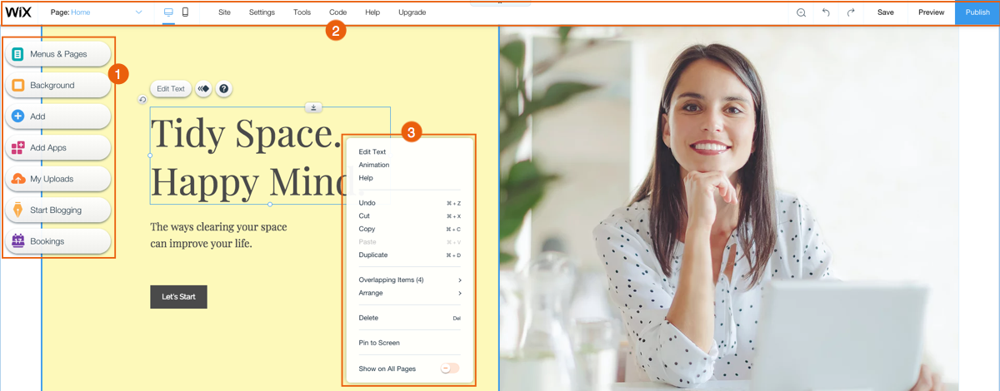 WiX Page: Home Site Settings Tools Code Help Upgrade Save Preview Publish
2
1
Menus & Pages
Background
Add
Add Apps
My Uploads
Start Blogging
Bookings
Edit Text ?
Tidy Space.
Happy Mind.
The ways clearing your space
can improve your life.
Let's Start
3
Edit Text
Animation
Help
Undo ⌘ + Z
Cut ⌘ + X
Copy ⌘ + C
Paste ⌘ + V
Duplicate ⌘ + D
Overlapping Items (4)
Arrange
Delete Del
Pin to Screen
Show on All Pages